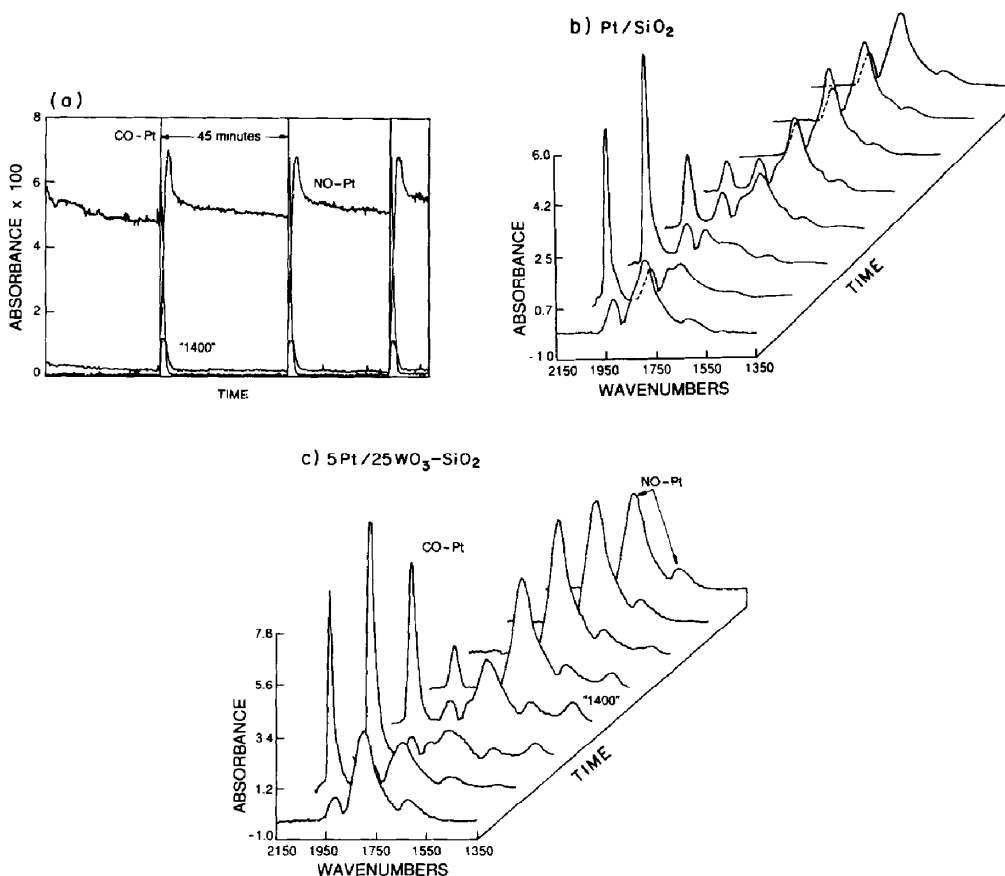 (a)
8
6
4
2
0
ABSORBANCE x 100
CO-Pt
45 minutes
NO-Pt
"1400"
TIME
b) Pt/SiO₂
6.0
4.2
2.5
0.7
-1.0
ABSORBANCE
2150 1950 1750 1550 1350
WAVENUMBERS
TIME
c) 5Pt/25WO₃-SiO₂
NO-Pt
CO-Pt
"1400"
7.8
5.6
3.4
1.2
-1.0
ABSORBANCE
2150 1950 1750 1550 1350
WAVENUMBERS
TIME